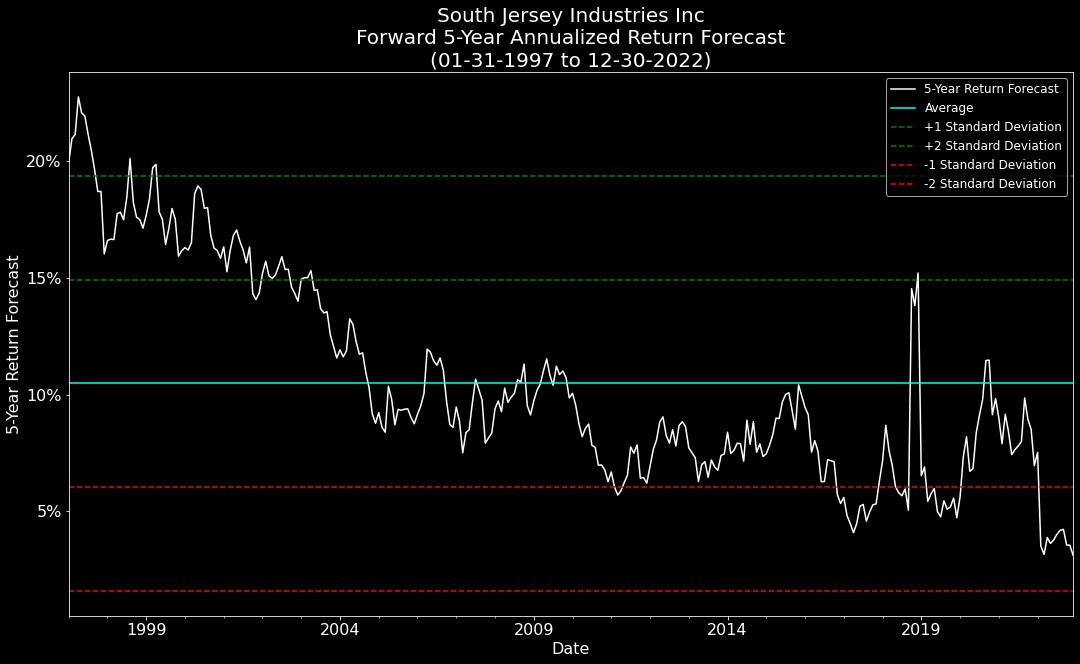 South Jersey Industries Inc
Forward 5-Year Annualized Return Forecast
(01-31-1997 to 12-30-2022)
5-Year Return Forecast
Average
+1 Standard Deviation
+2 Standard Deviation
-1 Standard Deviation
-2 Standard Deviation
5-Year Return Forecast
20%
15%
10%
5%
1999
2004
2009
2014
2019
Date